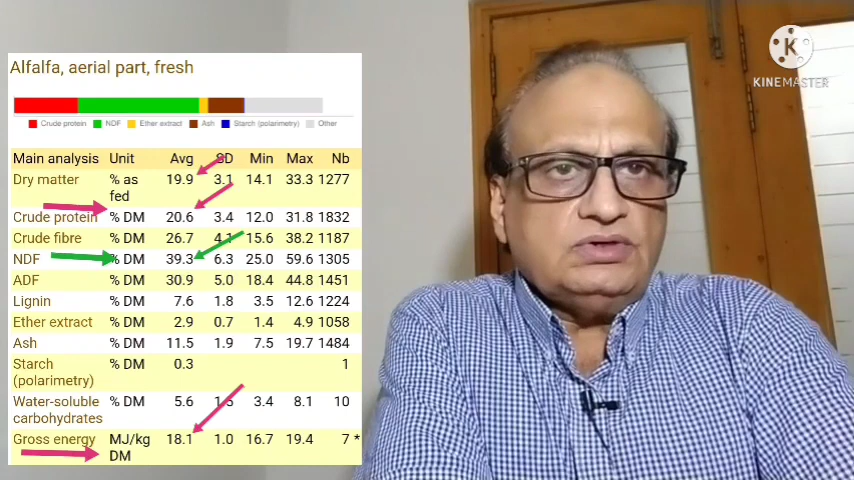 Alfalfa, aerial part, fresh
Crude protein NDF Ether extract Ash Starch (polarimetry) Other
Main analysis Unit Avg SD Min Max Nb
Dry matter % as fed 19.9 3.1 14.1 33.3 1277
Crude protein % DM 20.6 3.4 12.0 31.8 1832
Crude fibre % DM 26.7 4.1 15.6 38.2 1187
NDF % DM 39.3 6.3 25.0 59.6 1305
ADF % DM 30.9 5.0 18.4 44.8 1451
Lignin % DM 7.6 1.8 3.5 12.6 1224
Ether extract % DM 2.9 0.7 1.4 4.9 1058
Ash % DM 11.5 1.9 7.5 19.7 1484
Starch (polarimetry) % DM 0.3 1
Water-soluble carbohydrates % DM 5.6 1.5 3.4 8.1 10
Gross energy MJ/kg DM 18.1 1.0 16.7 19.4 7 *
K
KINEMASTER